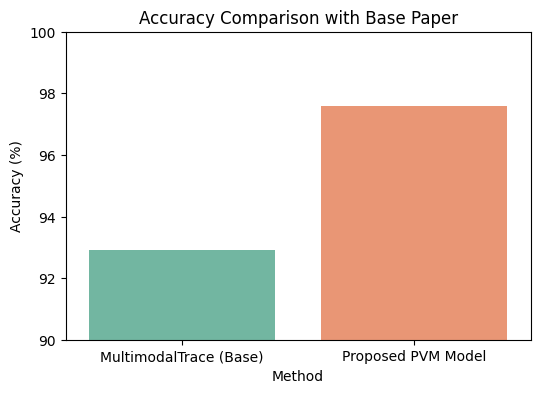 Accuracy Comparison with Base Paper
100
98
96
94
92
90
Accuracy (%)
MultimodalTrace (Base) Proposed PVM Model
Method